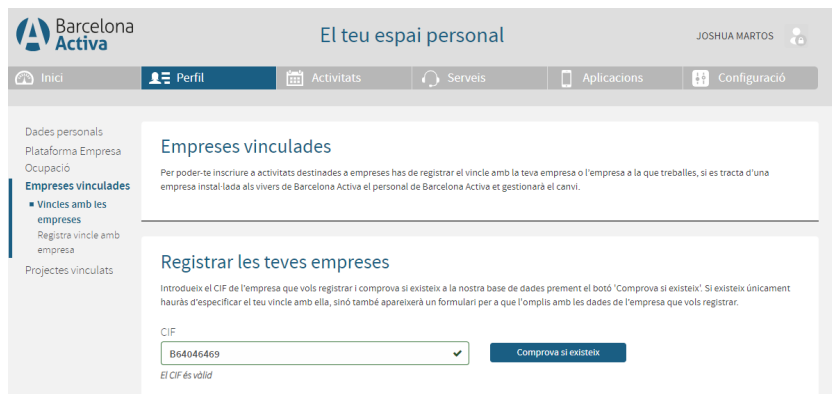 Barcelona
Activa
El teu espai personal
JOSHUA MARTOS
Inici
Perfil
Activitats
Serveis
Aplicacions
Configuració
Dades personals
Plataforma Empresa
Ocupació
Empreses vinculades
Vincles amb les
empreses
Registra vincle amb
empresa
Projectes vinculats
Empreses vinculades
Per poder-te inscriure a activitats destinades a empreses has de registrar el vincle amb la teva empresa o l'empresa a la que treballes, si es tracta d'una
empresa instal·lada als vivers de Barcelona Activa el personal de Barcelona Activa et gestionarà el canvi.
Registrar les teves empreses
Introdueix el CIF de l'empresa que vols registrar i comprova si existeix a la nostra base de dades prement el botó 'Comprova si existeix'. Si existeix únicament
hauràs d'especificar el teu vincle amb ella, sinó també apareixerà un formulari per a que l'omplis amb les dades de l'empresa que vols registrar.
CIF
B64046469
Comprova si existeix
El CIF és vàlid